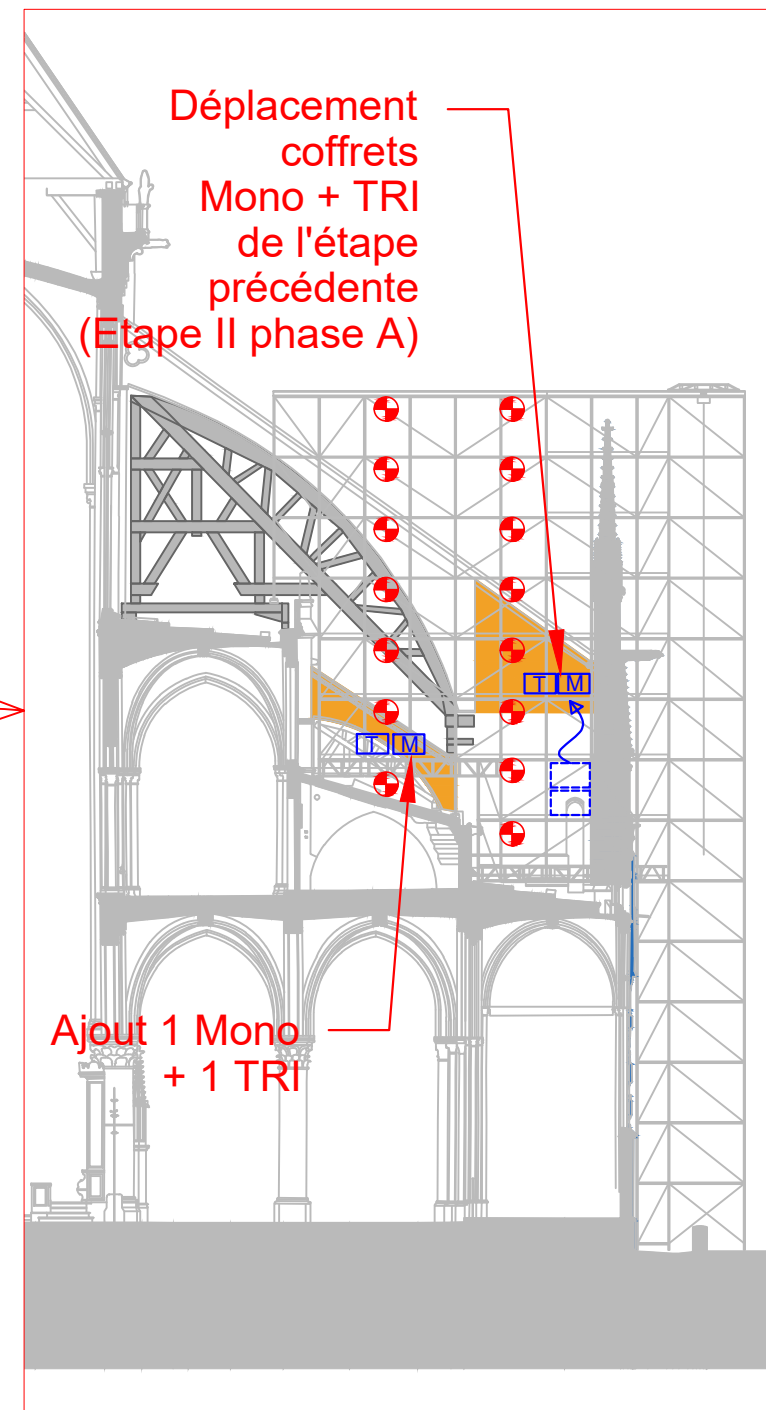 Déplacement
coffrets
Mono + TRI
de l'étape
précédente
(Etape II phase A)
T M
T M
Ajout 1 Mono
+ 1 TRI